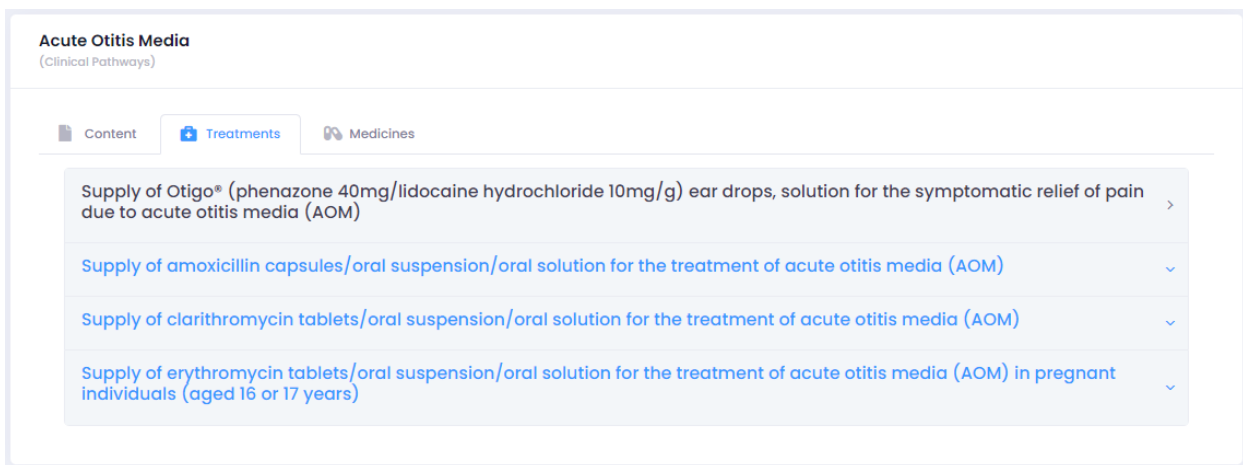 Acute Otitis Media
(Clinical Pathways)
Content
Treatments
Medicines
Supply of Otigo® (phenazone 40mg/lidocaine hydrochloride 10mg/g) ear drops, solution for the symptomatic relief of pain
due to acute otitis media (AOM)
Supply of amoxicillin capsules/oral suspension/oral solution for the treatment of acute otitis media (AOM)
Supply of clarithromycin tablets/oral suspension/oral solution for the treatment of acute otitis media (AOM)
Supply of erythromycin tablets/oral suspension/oral solution for the treatment of acute otitis media (AOM) in pregnant
individuals (aged 16 or 17 years)